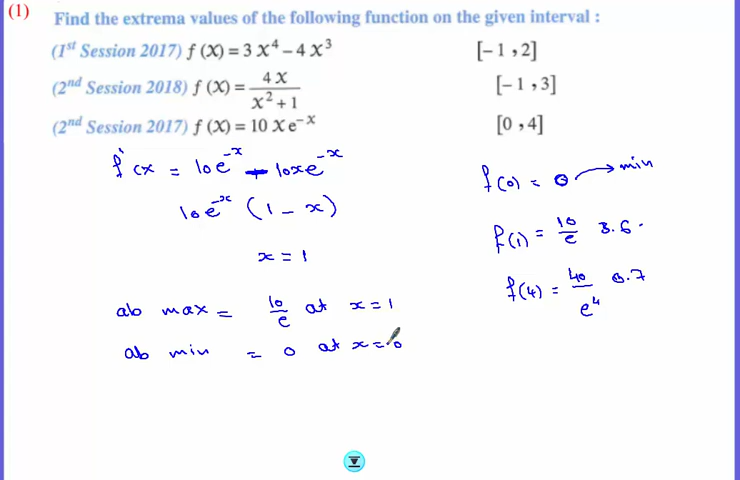 (1) Find the extrema values of the following function on the given interval :
(1st Session 2017) f (X) = 3 X⁴ – 4 X³ [– 1 , 2]
(2nd Session 2018) f (X) = 4 X / X² + 1 [– 1 , 3]
(2nd Session 2017) f (X) = 10 X e⁻ˣ [0 , 4]
f'(x = 10e⁻ˣ - 10xe⁻ˣ
10e⁻ˣ (1 - x)
x = 1
ab max = 10/e at x = 1
ab min = 0 at x = 0
f(0) = 0 → min
f(1) = 10/e 3.6
f(4) = 40/e⁴ 0.7